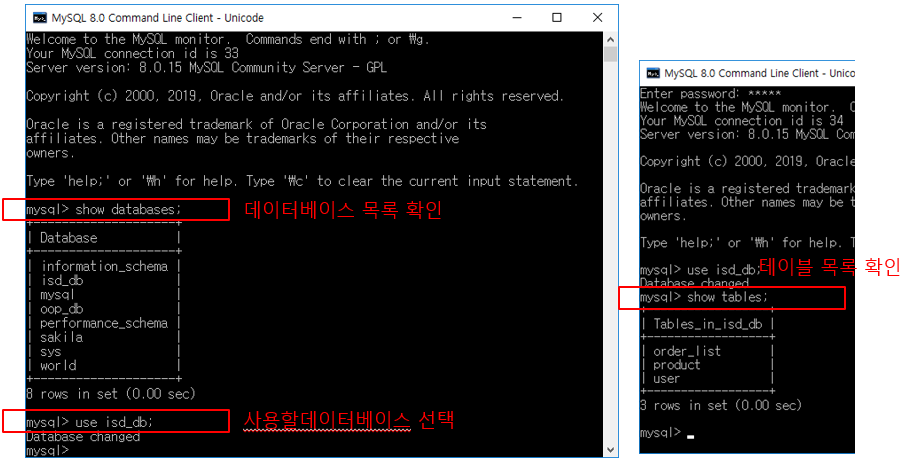 MySQL 8.0 Command Line Client - Unicode
Welcome to the MySQL monitor.  Commands end with ; or ₩g.
Your MySQL connection id is 33
Server version: 8.0.15 MySQL Community Server - GPL
Copyright (c) 2000, 2019, Oracle and/or its affiliates. All rights reserved.
Oracle is a registered trademark of Oracle Corporation and/or its
affiliates. Other names may be trademarks of their respective
owners.
Type 'help;' or '₩h' for help. Type '₩c' to clear the current input statement.
mysql> show databases; 데이터베이스 목록 확인
+--------------------+
| Database           |
+--------------------+
| information_schema |
| isd_db             |
| mysql              |
| oop_db             |
| performance_schema |
| sakila             |
| sys                |
| world              |
+--------------------+
8 rows in set (0.00 sec)
mysql> use isd_db; 사용할데이터베이스 선택
Database changed
mysql>
MySQL 8.0 Command Line Client - Unico
Enter password: *****
Welcome to the MySQL monitor.  C
Your MySQL connection id is 34
Server version: 8.0.15 MySQL Com
Copyright (c) 2000, 2019, Oracle
Oracle is a registered trademark
affiliates. Other names may be t
owners.
Type 'help;' or '₩h' for help. T
mysql> use isd_db; 테이블 목록 확인
Database changed
mysql> show tables;
+------------------+
| Tables_in_isd_db |
+------------------+
| order_list       |
| product          |
| user             |
+------------------+
3 rows in set (0.00 sec)
mysql>